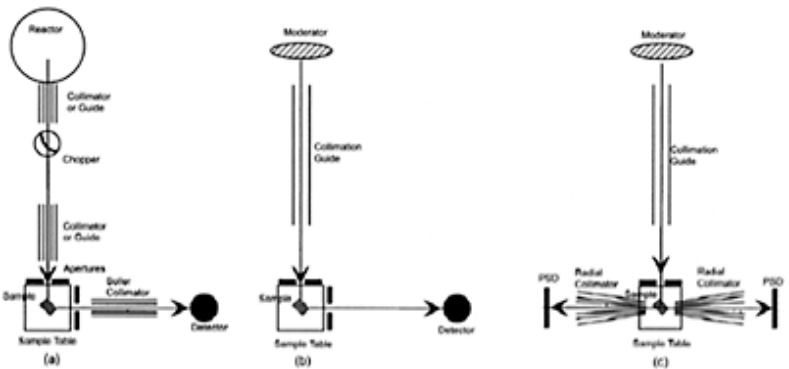 Reactor
Collimator
or Guide
Chopper
Collimator
or Guide
Apertures
Soller
Collimator
Sample
Detector
Sample Table
(a)
Moderator
Collimation
Guide
Sample
Detector
Sample Table
(b)
Moderator
Collimation
Guide
PSD
Radial
Collimator
Sample
Radial
Collimator
PSD
Sample Table
(c)